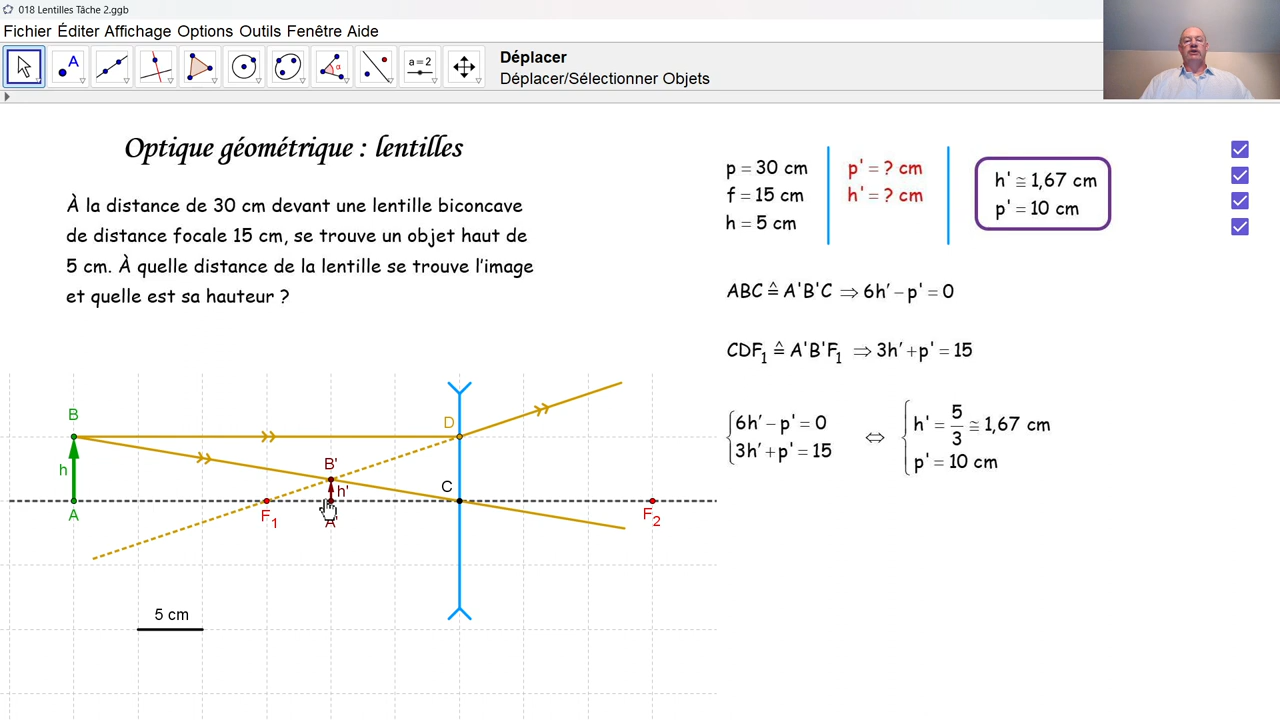 018 Lentilles Tâche 2.ggb
Fichier Éditer Affichage Options Outils Fenêtre Aide
A
α
a=2
Déplacer
Déplacer/Sélectionner Objets
Optique géométrique : lentilles
À la distance de 30 cm devant une lentille biconcave
de distance focale 15 cm, se trouve un objet haut de
5 cm. À quelle distance de la lentille se trouve l'image
et quelle est sa hauteur ?
p = 30 cm
f = 15 cm
h = 5 cm
p' = ? cm
h' = ? cm
h' ≅ 1,67 cm
p' = 10 cm
ABC ≙ A'B'C ⇒ 6h' – p' = 0
CDF₁ ≙ A'B'F₁ ⇒ 3h' + p' = 15
6h' – p' = 0
3h' + p' = 15
⇔
h' = 5/3 ≅ 1,67 cm
p' = 10 cm
B
D
h
B'
h'
C
A
F₁
A'
F₂
5 cm